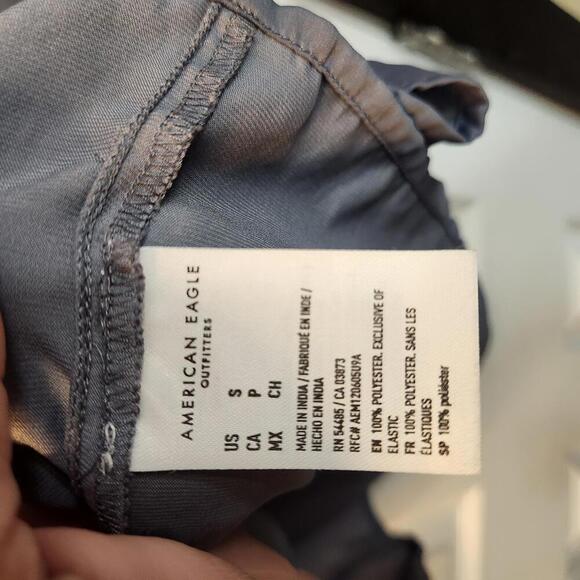 AMERICAN EAGLE
OUTFITTERS
US S
CA P
MX CH
MADE IN INDIA / FABRIQUÉ EN INDE /
HECHO EN INDIA
RN 54485 / CA 03873
RFC# AEM120605U9A
EN 100% POLYESTER. EXCLUSIVE OF
ELASTIC
FR 100% POLYESTER. SANS LES
ÉLASTIQUES
SP 100% poliéster